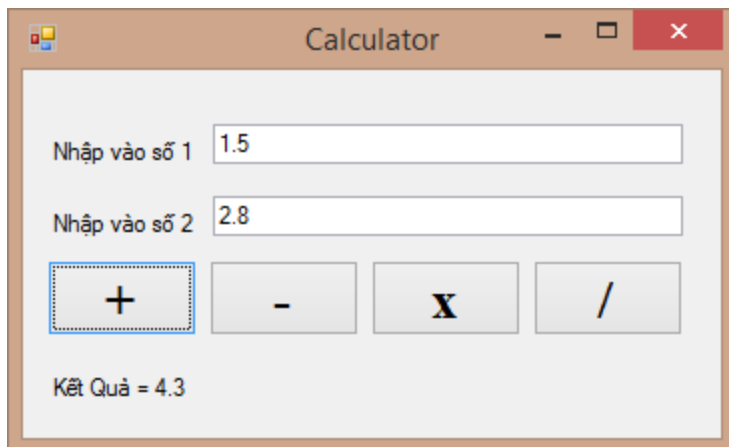 Calculator
Nhập vào số 1 1.5
Nhập vào số 2 2.8
+ - x /
Kết Quả = 4.3